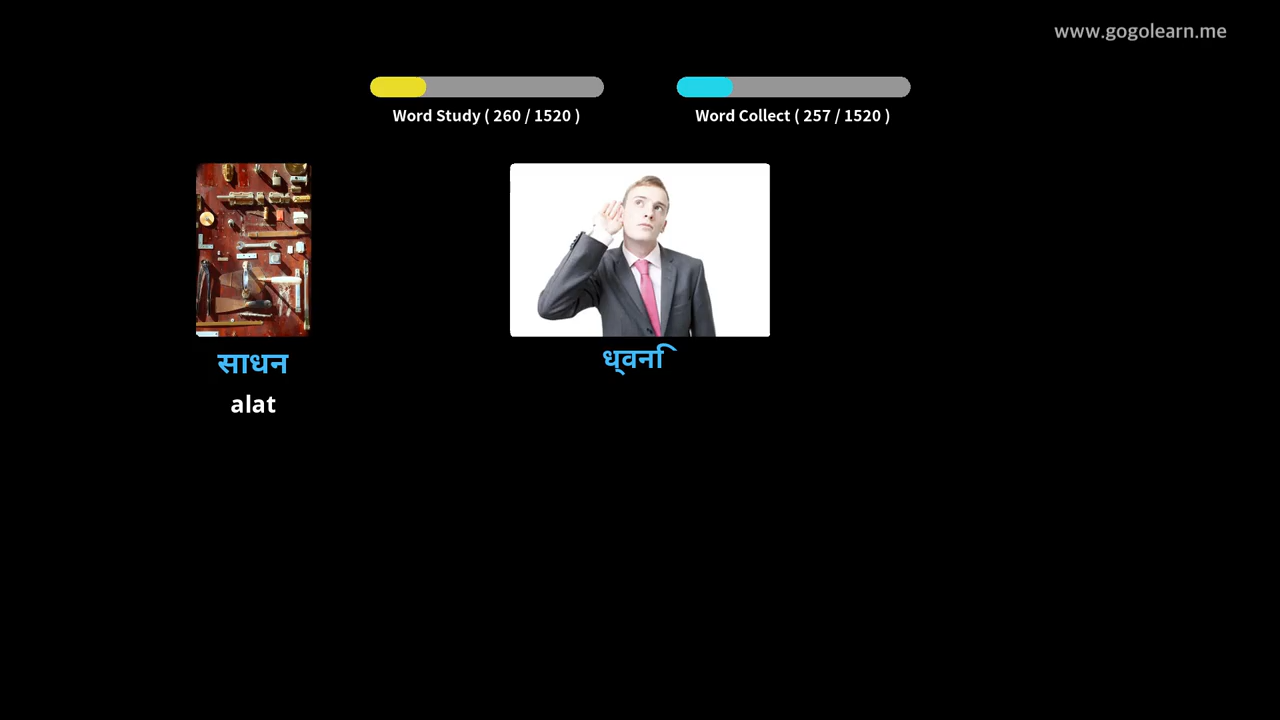 www.gogolearn.me
Word Study ( 260 / 1520 )
Word Collect ( 257 / 1520 )
साधन
alat
ध्वनि